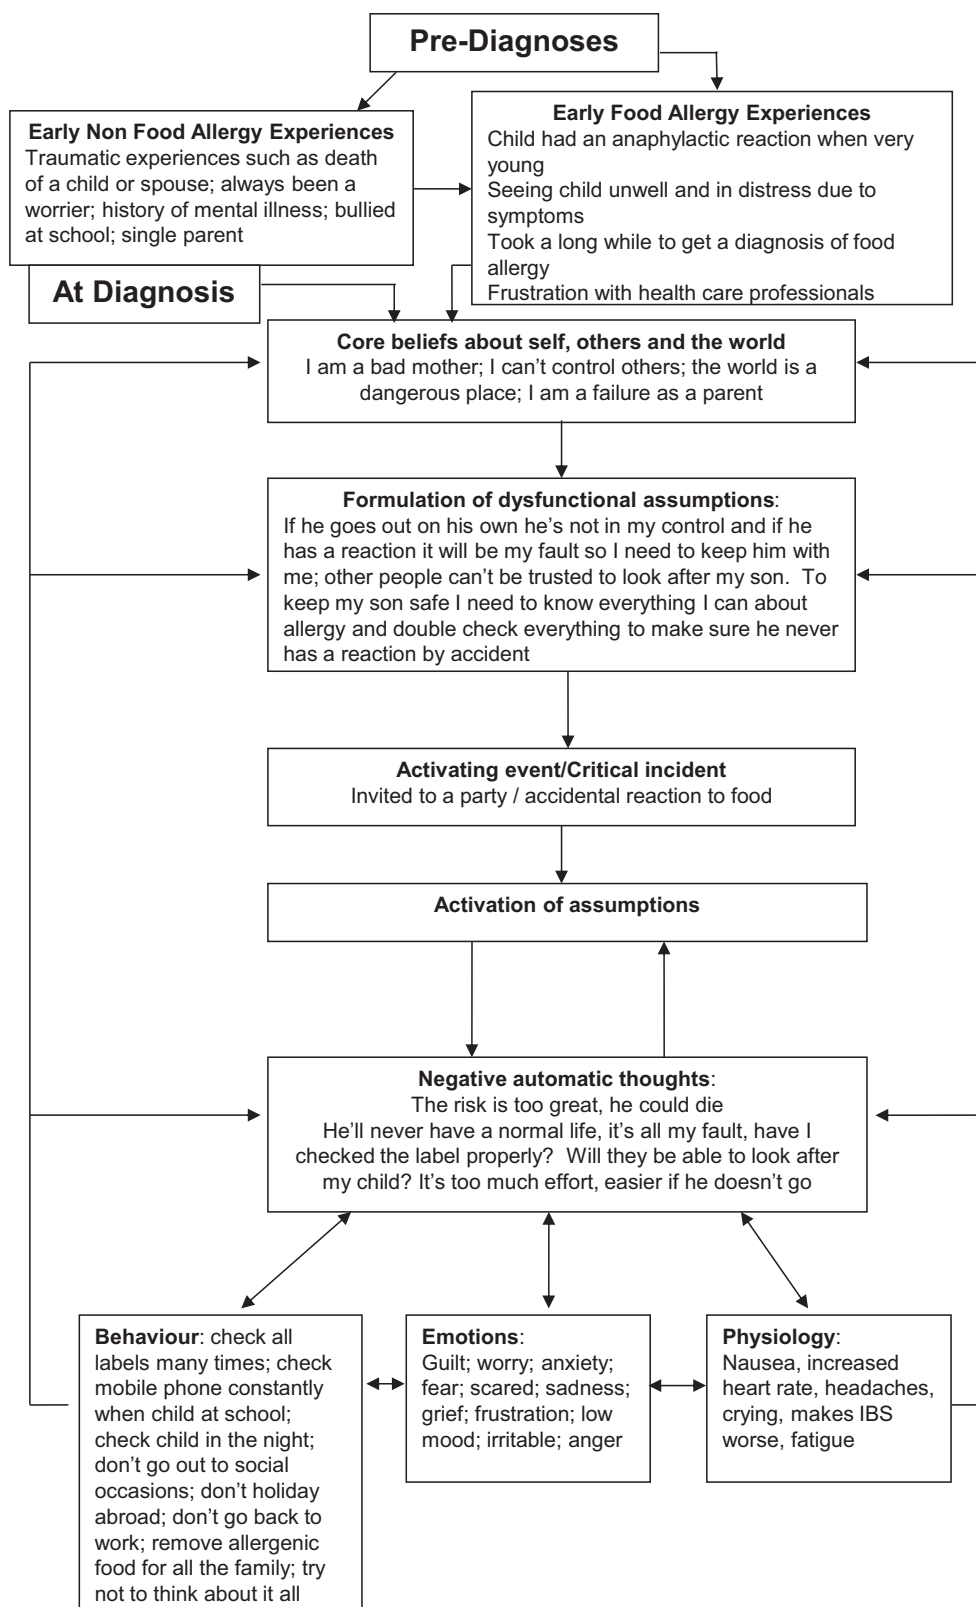 Pre-Diagnoses
Early Non Food Allergy Experiences
Traumatic experiences such as death
of a child or spouse; always been a
worrier; history of mental illness; bullied
at school; single parent
Early Food Allergy Experiences
Child had an anaphylactic reaction when very
young
Seeing child unwell and in distress due to
symptoms
Took a long while to get a diagnosis of food
allergy
Frustration with health care professionals
At Diagnosis
Core beliefs about self, others and the world
I am a bad mother; I can't control others; the world is a
dangerous place; I am a failure as a parent
Formulation of dysfunctional assumptions:
If he goes out on his own he's not in my control and if he
has a reaction it will be my fault so I need to keep him with
me; other people can't be trusted to look after my son. To
keep my son safe I need to know everything I can about
allergy and double check everything to make sure he never
has a reaction by accident
Activating event/Critical incident
Invited to a party / accidental reaction to food
Activation of assumptions
Negative automatic thoughts:
The risk is too great, he could die
He'll never have a normal life, it's all my fault, have I
checked the label properly? Will they be able to look after
my child? It's too much effort, easier if he doesn't go
Behaviour: check all
labels many times; check
mobile phone constantly
when child at school;
check child in the night;
don't go out to social
occasions; don't holiday
abroad; don't go back to
work; remove allergenic
food for all the family; try
not to think about it all
Emotions:
Guilt; worry; anxiety;
fear; scared; sadness;
grief; frustration; low
mood; irritable; anger
Physiology:
Nausea, increased
heart rate, headaches,
crying, makes IBS
worse, fatigue